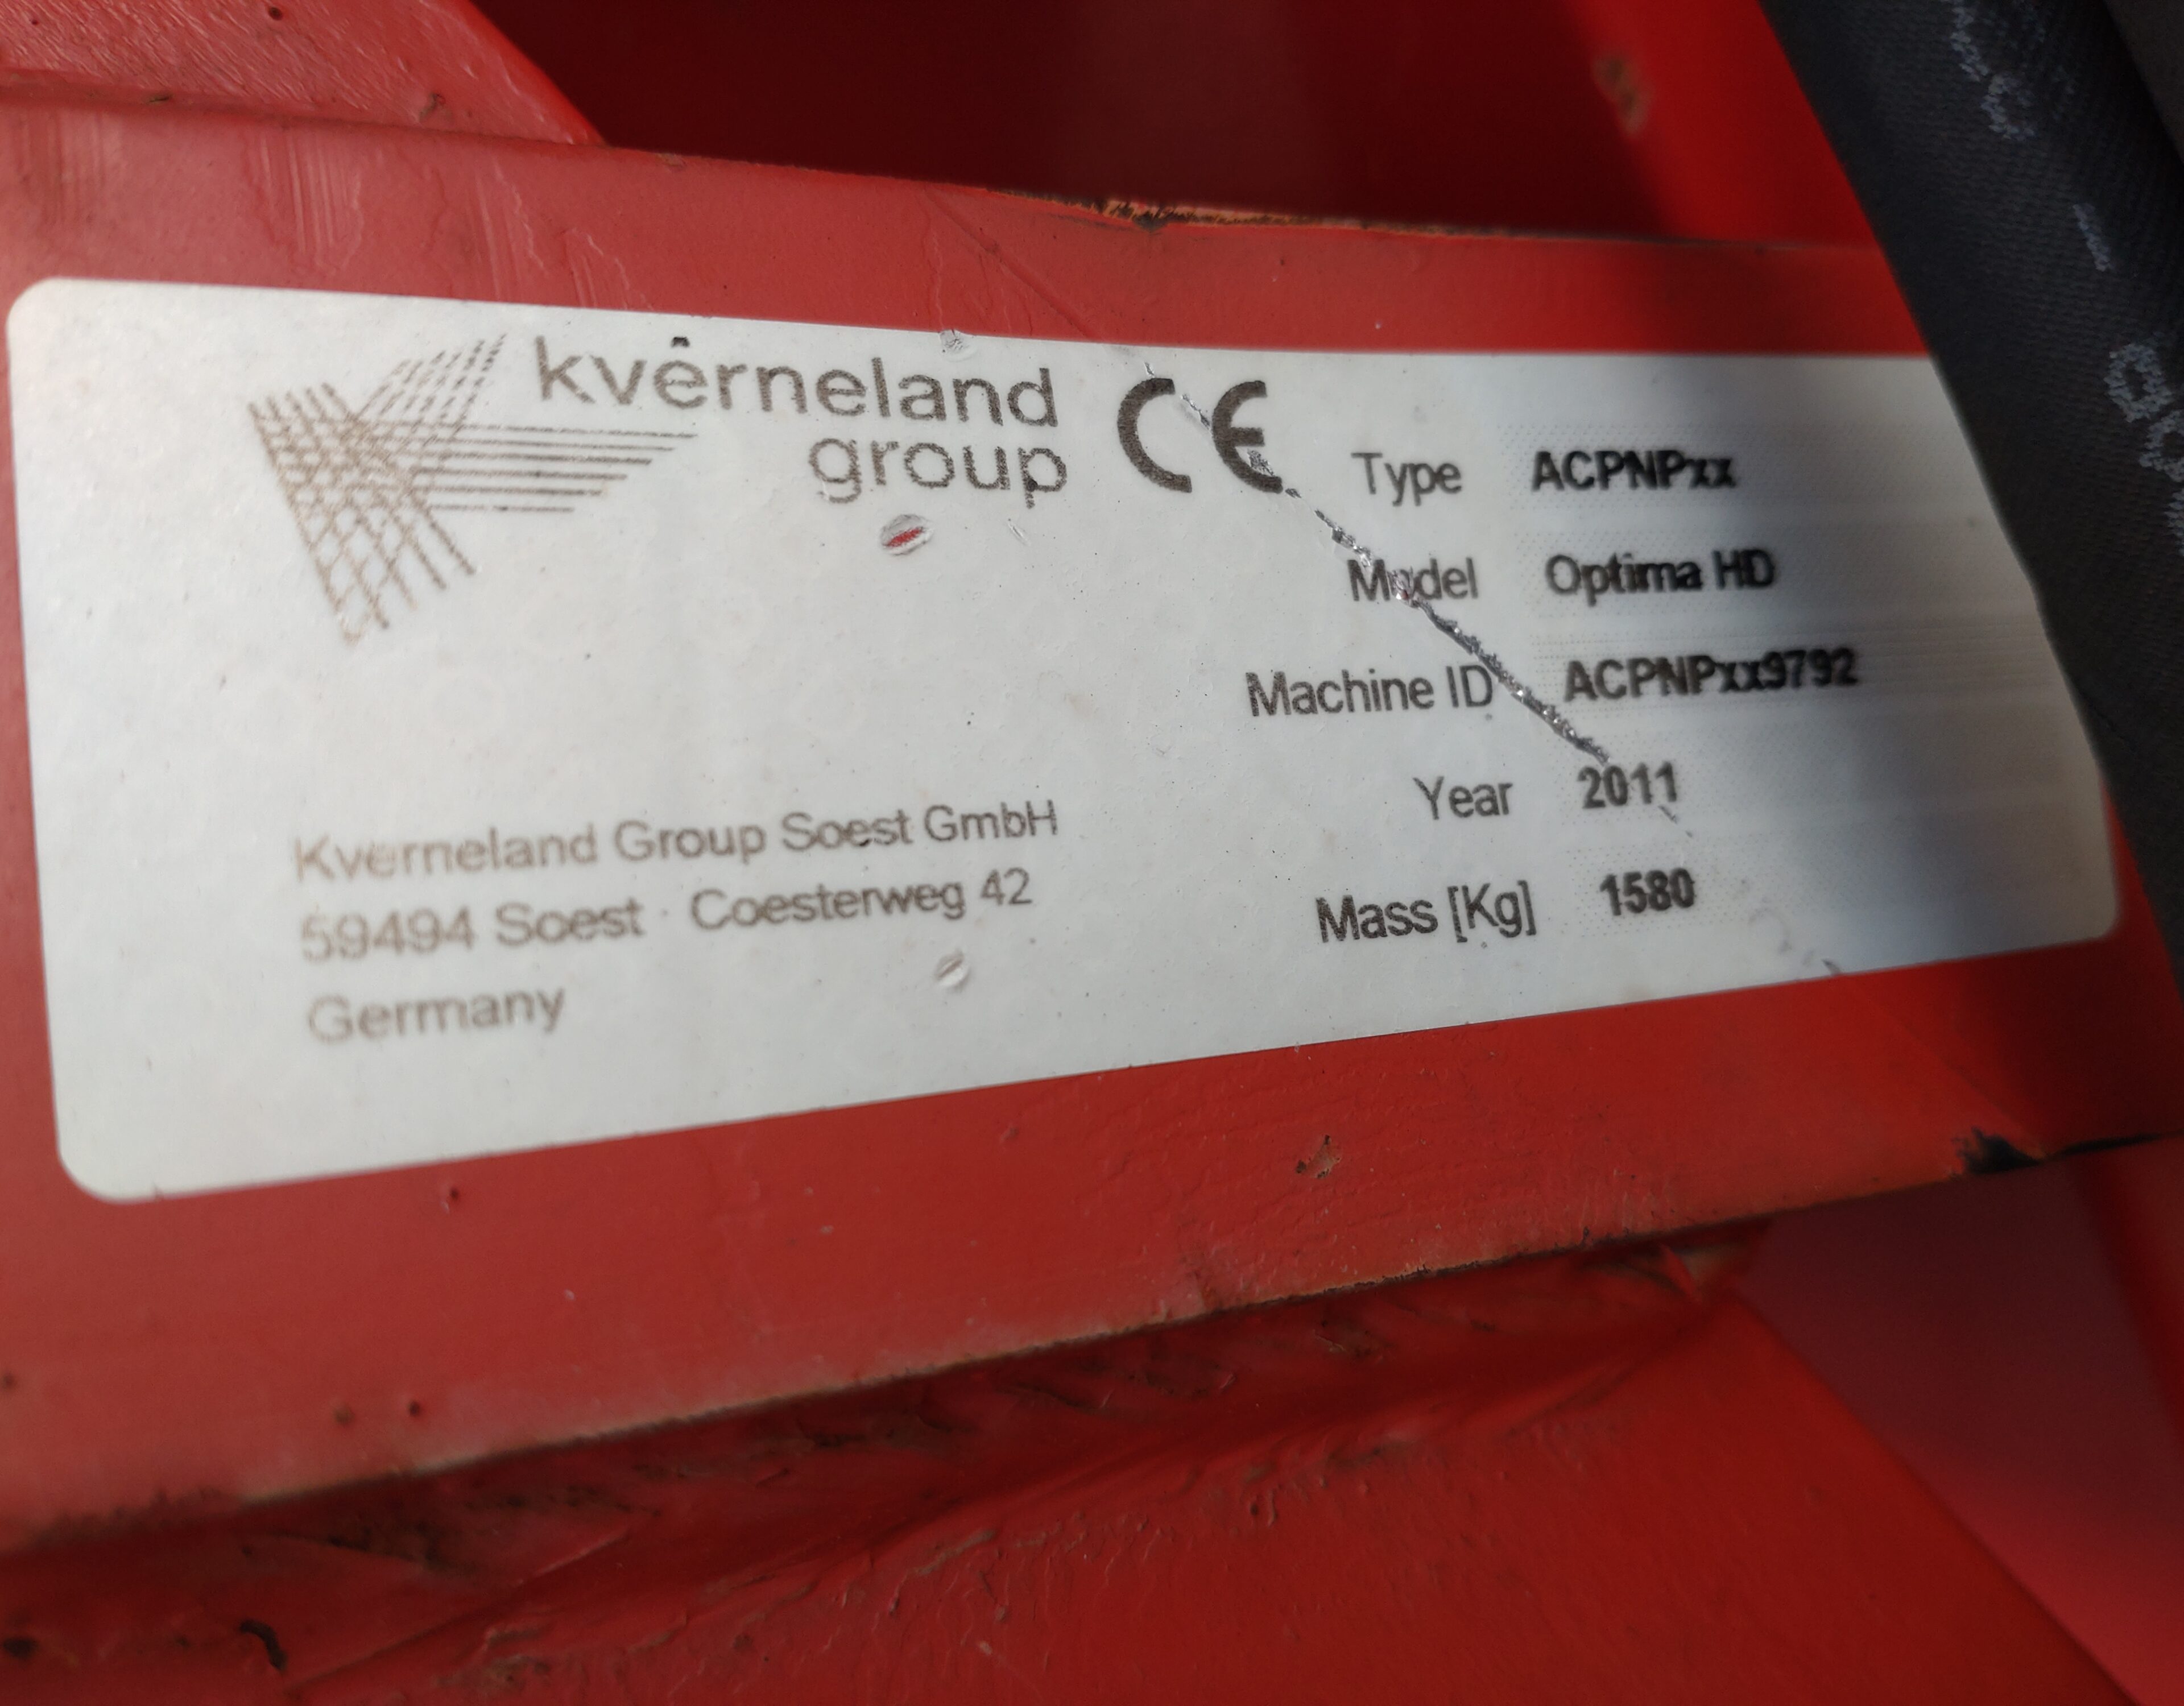 kverneland
group
CE
Type ACPNPxx
Model Optima HD
Machine ID ACPNPxx9792
Year 2011
Mass [Kg] 1580
Kverneland Group Soest GmbH
59494 Soest · Coesterweg 42
Germany